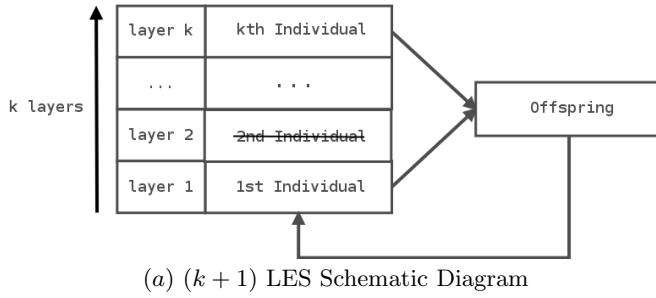 layer k kth Individual
... ...
k layers
Offspring
layer 2 2nd Individual
layer 1 1st Individual
(a) (k + 1) LES Schematic Diagram